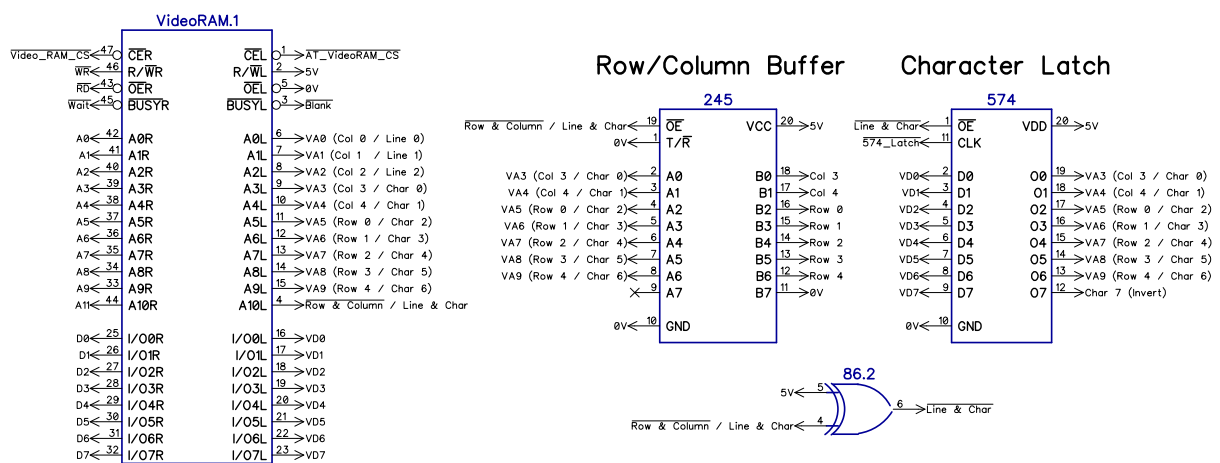 VideoRAM.1
Video_RAM_CS 47 CER CEL 1 AT_VideoRAM_CS
WR 46 R/WR R/WL 2 5V
RD 43 OER OEL 5 0V
Wait 45 BUSYR BUSYL 3 Blank
A0 42 A0R A0L 6 VA0 (Col 0 / Line 0)
A1 41 A1R A1L 7 VA1 (Col 1 / Line 1)
A2 40 A2R A2L 8 VA2 (Col 2 / Line 2)
A3 39 A3R A3L 9 VA3 (Col 3 / Char 0)
A4 38 A4R A4L 10 VA4 (Col 4 / Char 1)
A5 37 A5R A5L 11 VA5 (Row 0 / Char 2)
A6 36 A6R A6L 12 VA6 (Row 1 / Char 3)
A7 35 A7R A7L 13 VA7 (Row 2 / Char 4)
A8 34 A8R A8L 14 VA8 (Row 3 / Char 5)
A9 33 A9R A9L 15 VA9 (Row 4 / Char 6)
A11 44 A10R A10L 4 Row & Column / Line & Char
D0 25 I/O0R I/O0L 16 VD0
D1 26 I/O1R I/O1L 17 VD1
D2 27 I/O2R I/O2L 18 VD2
D3 28 I/O3R I/O3L 19 VD3
D4 29 I/O4R I/O4L 20 VD4
D5 30 I/O5R I/O5L 21 VD5
D6 31 I/O6R I/O6L 22 VD6
D7 32 I/O7R I/O7L 23 VD7
Row/Column Buffer
245
Row & Column / Line & Char 19 OE VCC 20 5V
0V 1 T/R
VA3 (Col 3 / Char 0) 2 A0 B0 18 Col 3
VA4 (Col 4 / Char 1) 3 A1 B1 17 Col 4
VA5 (Row 0 / Char 2) 4 A2 B2 16 Row 0
VA6 (Row 1 / Char 3) 5 A3 B3 15 Row 1
VA7 (Row 2 / Char 4) 6 A4 B4 14 Row 2
VA8 (Row 3 / Char 5) 7 A5 B5 13 Row 3
VA9 (Row 4 / Char 6) 8 A6 B6 12 Row 4
9 A7 B7 11 0V
0V 10 GND
Character Latch
574
Line & Char 1 OE VDD 20 5V
574_Latch 11 CLK
VD0 2 D0 O0 19 VA3 (Col 3 / Char 0)
VD1 3 D1 O1 18 VA4 (Col 4 / Char 1)
VD2 4 D2 O2 17 VA5 (Row 0 / Char 2)
VD3 5 D3 O3 16 VA6 (Row 1 / Char 3)
VD4 6 D4 O4 15 VA7 (Row 2 / Char 4)
VD5 7 D5 O5 14 VA8 (Row 3 / Char 5)
VD6 8 D6 O6 13 VA9 (Row 4 / Char 6)
VD7 9 D7 O7 12 Char 7 (Invert)
0V 10 GND
86.2
5V 5
6 Line & Char
Row & Column / Line & Char 4